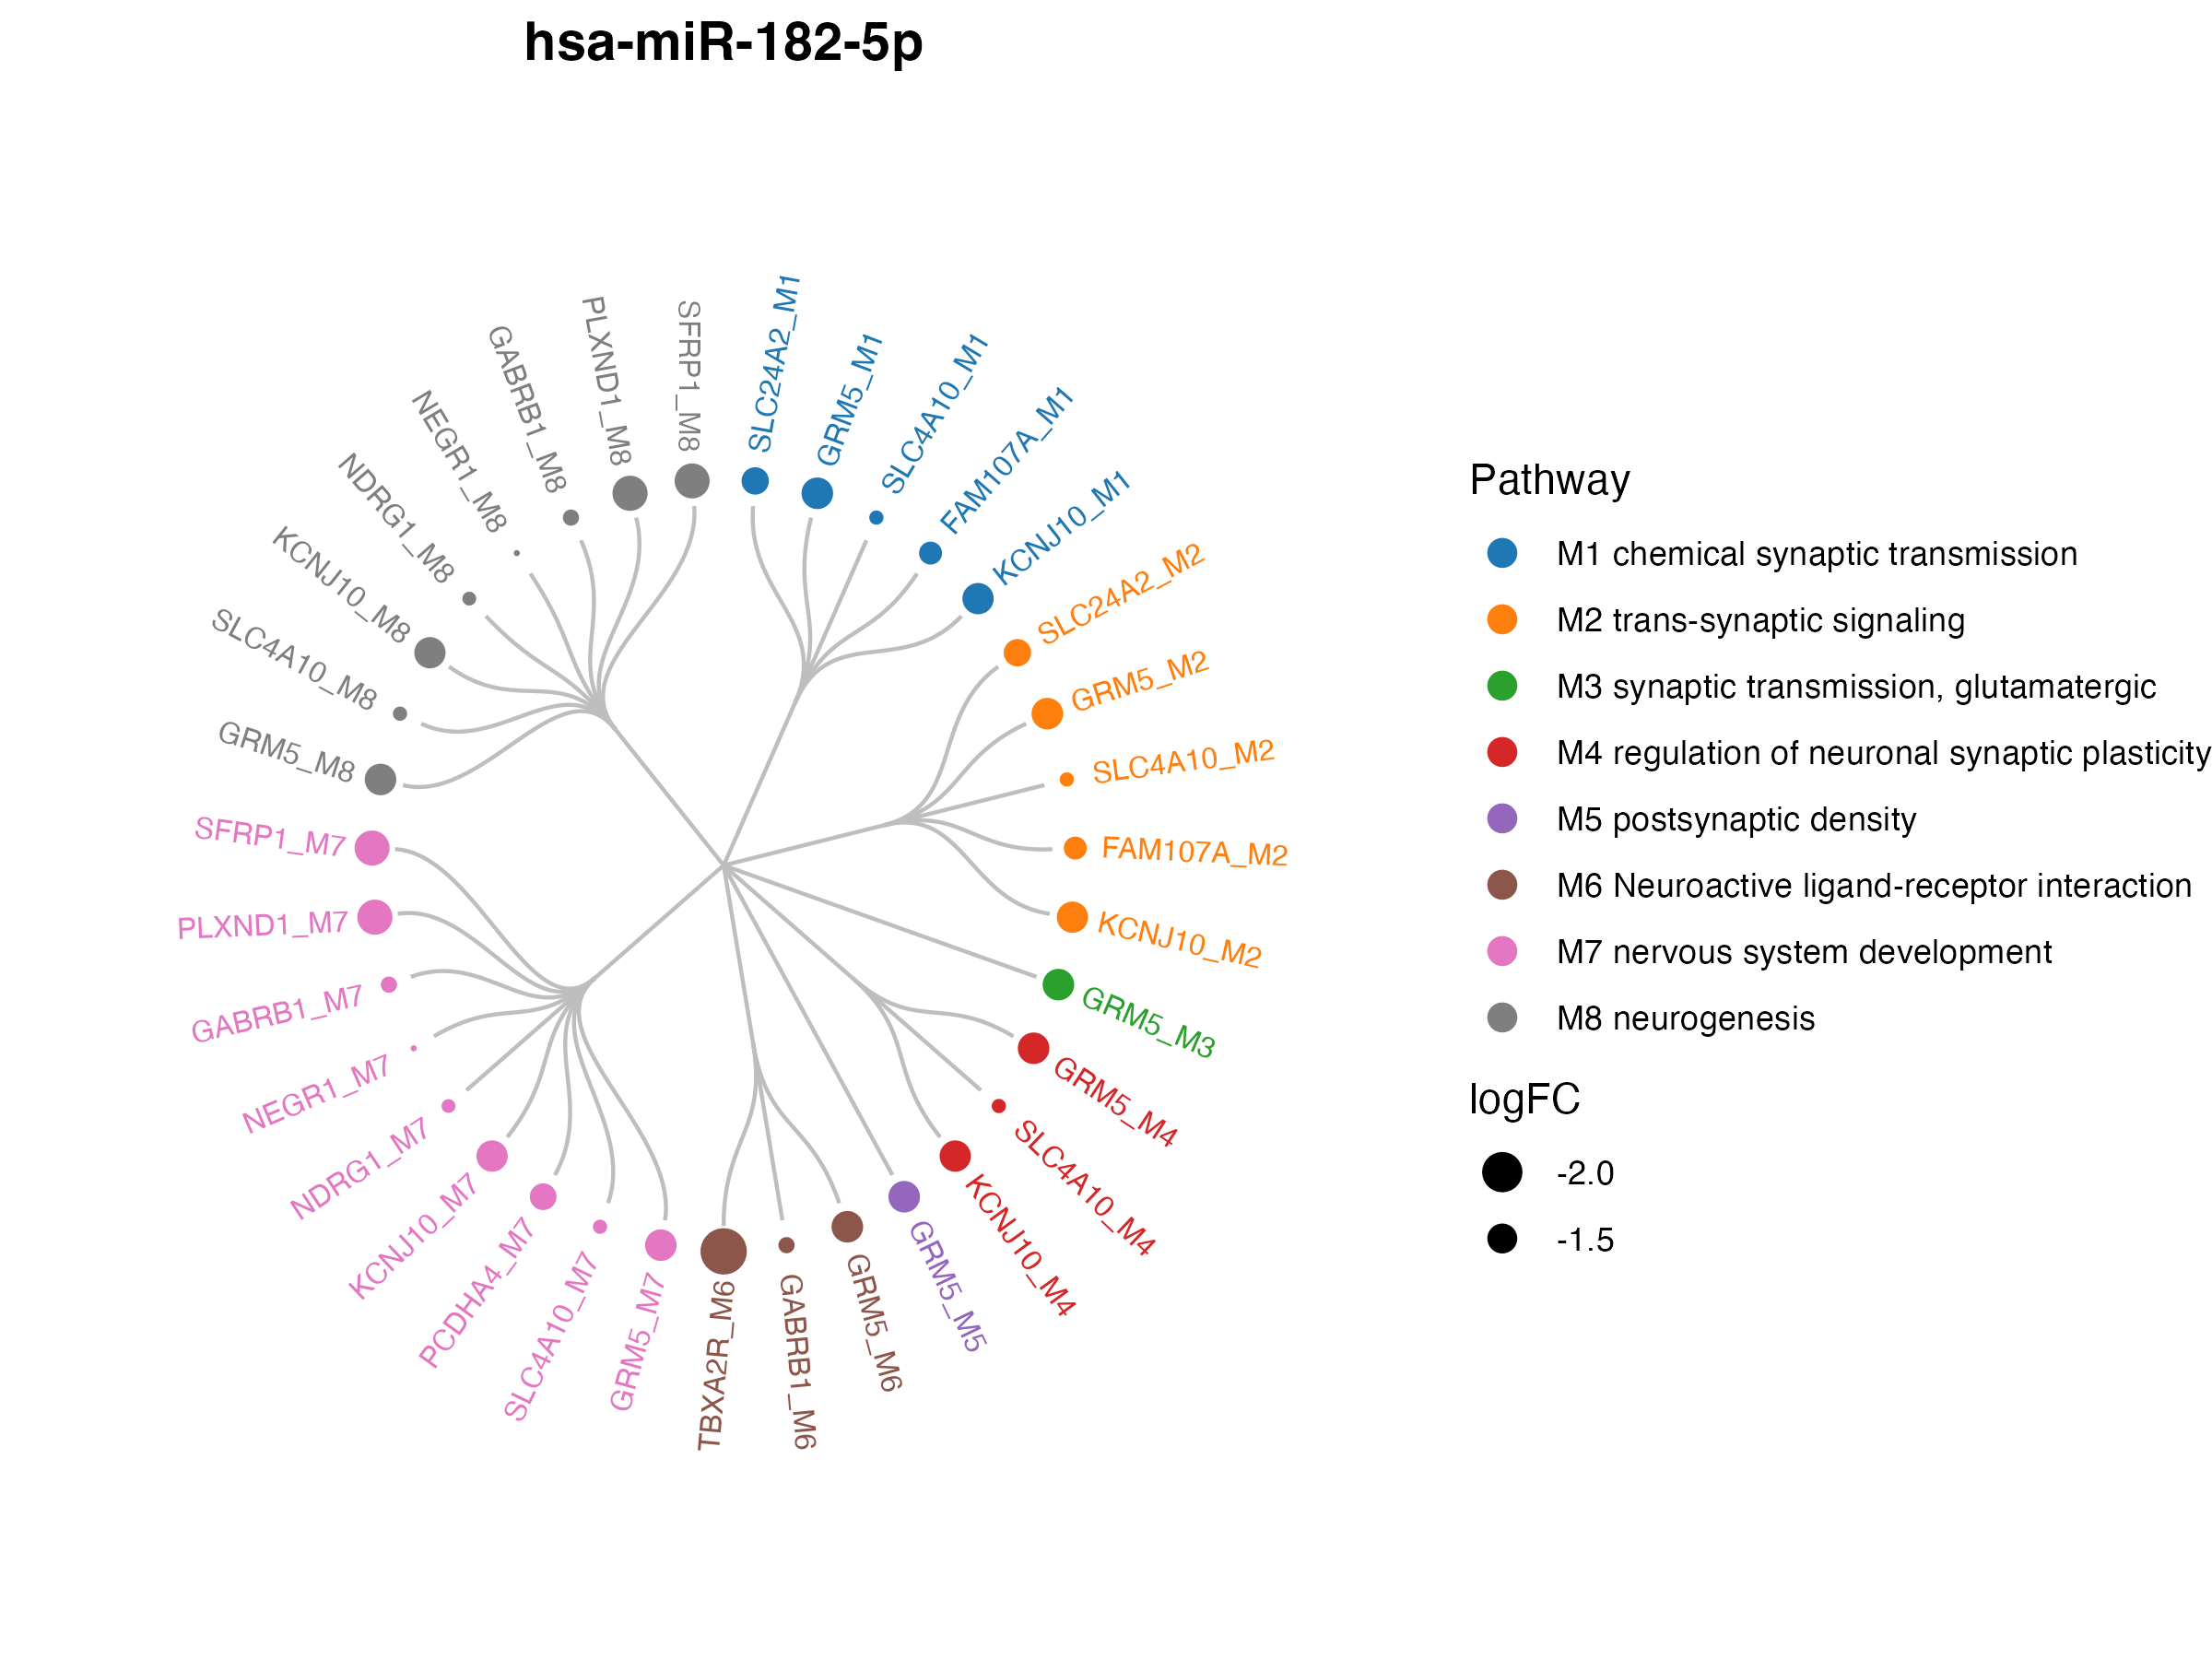 hsa-miR-182-5p
SLC24A2_M1
GRM5_M1
SLC4A10_M1
FAM107A_M1
KCNJ10_M1
SLC24A2_M2
GRM5_M2
SLC4A10_M2
FAM107A_M2
KCNJ10_M2
GRM5_M3
GRM5_M4
SLC4A10_M4
KCNJ10_M4
GRM5_M5
GRM5_M6
GABRB1_M6
TBXA2R_M6
GRM5_M7
SLC4A10_M7
PCDHA4_M7
KCNJ10_M7
NDRG1_M7
NEGR1_M7
GABRB1_M7
PLXND1_M7
SFRP1_M7
GRM5_M8
SLC4A10_M8
KCNJ10_M8
NDRG1_M8
NEGR1_M8
GABRB1_M8
PLXND1_M8
SFRP1_M8
Pathway
M1 chemical synaptic transmission
M2 trans-synaptic signaling
M3 synaptic transmission, glutamatergic
M4 regulation of neuronal synaptic plasticity
M5 postsynaptic density
M6 Neuroactive ligand-receptor interaction
M7 nervous system development
M8 neurogenesis
logFC
-2.0
-1.5